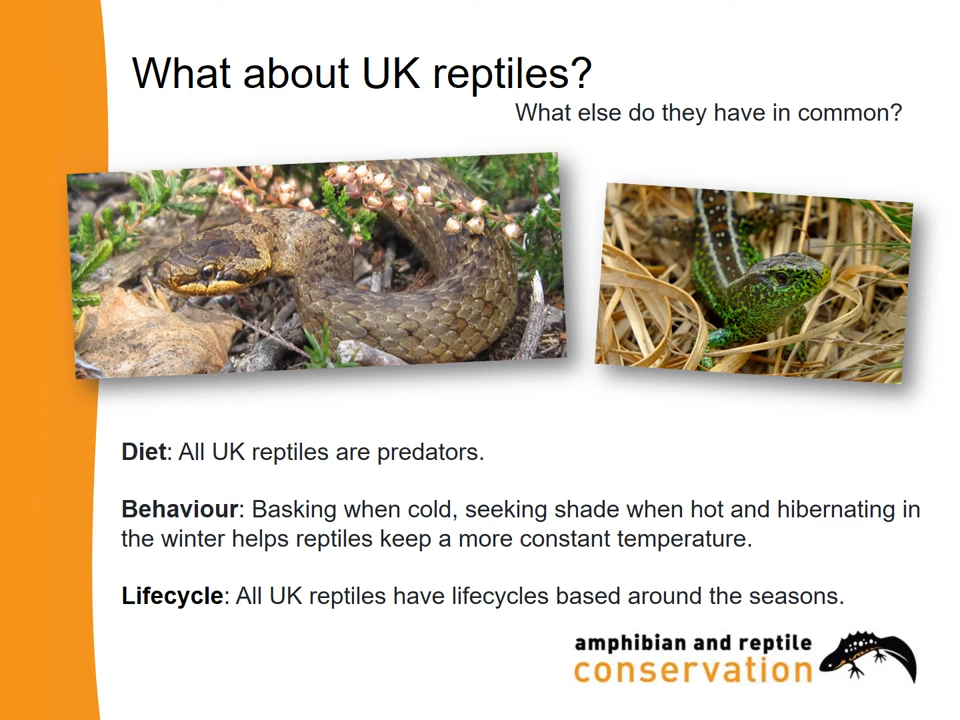 What about UK reptiles?
What else do they have in common?
Diet: All UK reptiles are predators.
Behaviour: Basking when cold, seeking shade when hot and hibernating in
the winter helps reptiles keep a more constant temperature.
Lifecycle: All UK reptiles have lifecycles based around the seasons.
amphibian and reptile
conservation